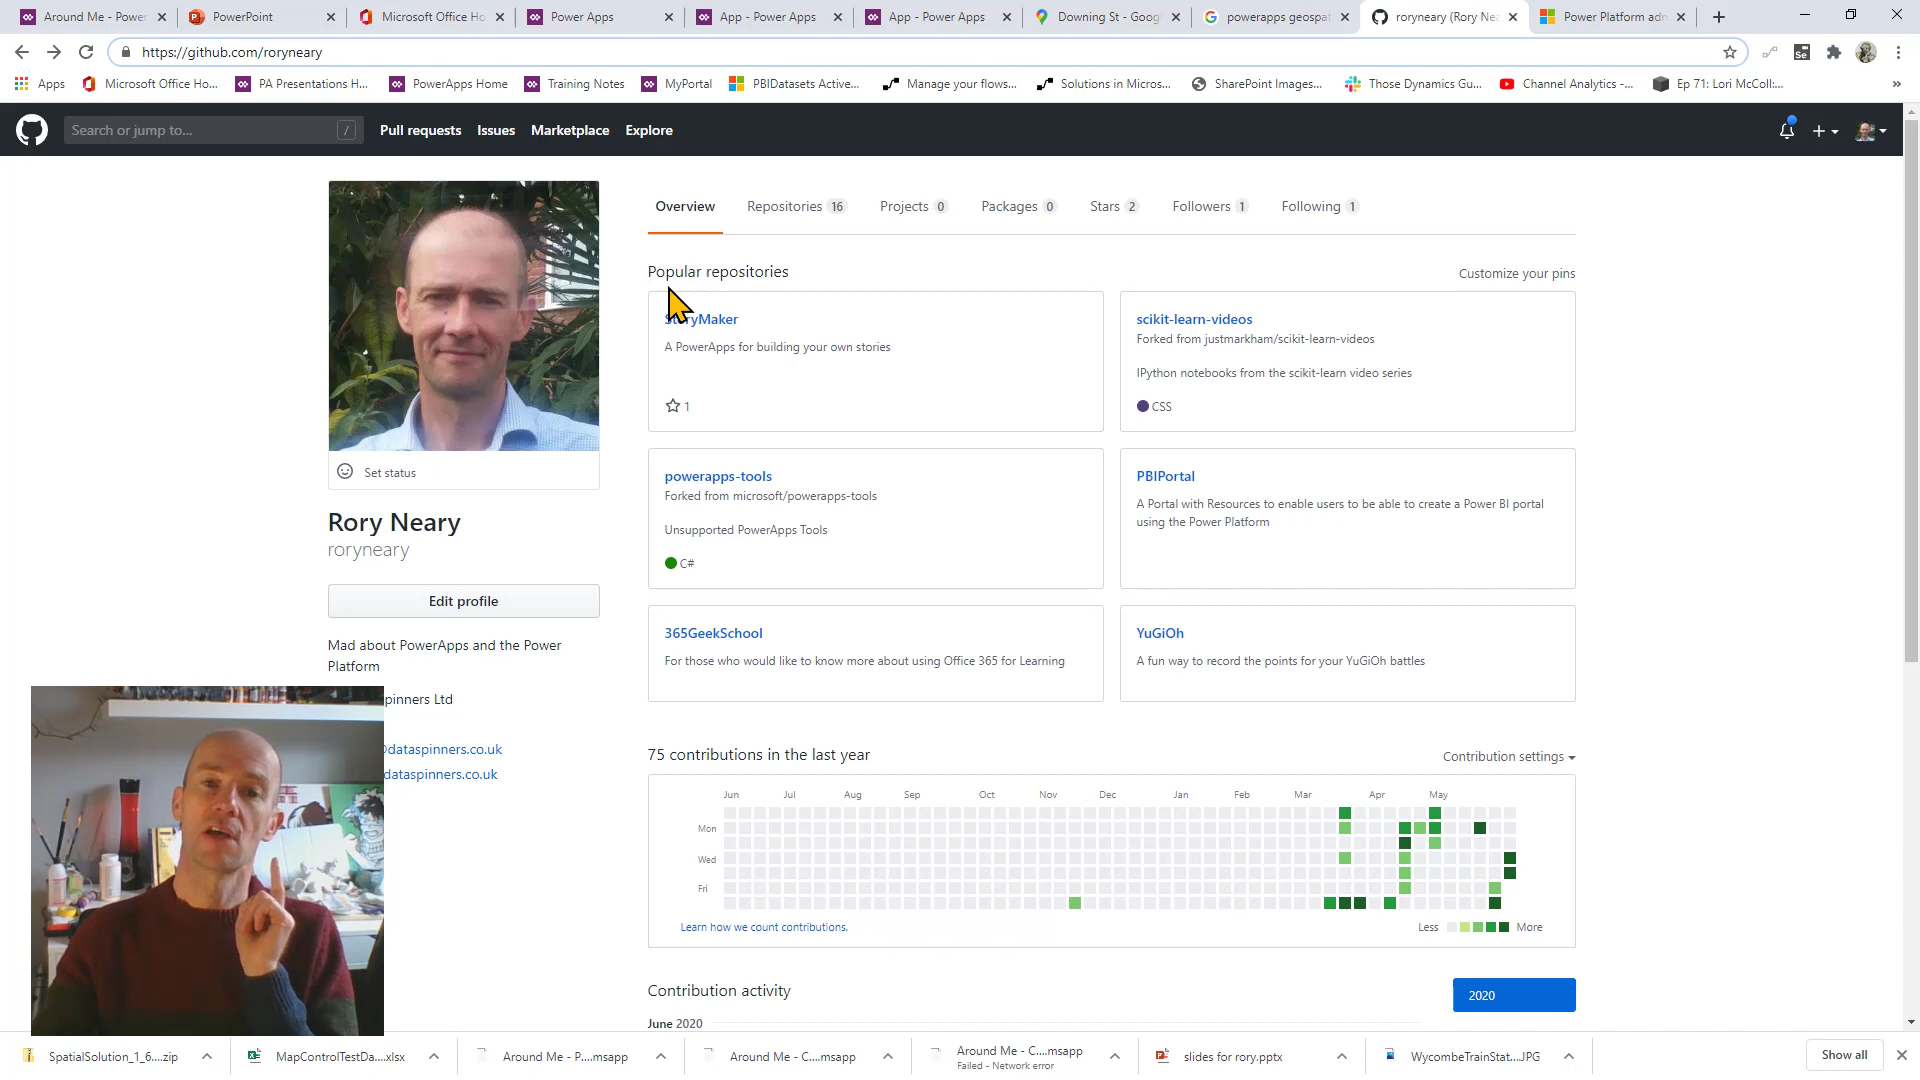 Around Me - Power
PowerPoint
Microsoft Office Ho
Power Apps
App - Power Apps
App - Power Apps
Downing St - Goog
powerapps geospat
roryneary (Rory Nea
Power Platform adm
https://github.com/roryneary
Apps
Microsoft Office Ho...
PA Presentations H...
PowerApps Home
Training Notes
MyPortal
PBIDatasets Active...
Manage your flows...
Solutions in Micros...
SharePoint Images...
Those Dynamics Gu...
Channel Analytics -...
Ep 71: Lori McColl:...
»
Search or jump to...
/
Pull requests
Issues
Marketplace
Explore
Overview
Repositories 16
Projects 0
Packages 0
Stars 2
Followers 1
Following 1
Popular repositories
Customize your pins
StoryMaker
A PowerApps for building your own stories
1
scikit-learn-videos
Forked from justmarkham/scikit-learn-videos
IPython notebooks from the scikit-learn video series
CSS
powerapps-tools
Forked from microsoft/powerapps-tools
Unsupported PowerApps Tools
C#
PBIPortal
A Portal with Resources to enable users to be able to create a Power BI portal
using the Power Platform
365GeekSchool
For those who would like to know more about using Office 365 for Learning
YuGiOh
A fun way to record the points for your YuGiOh battles
Set status
Rory Neary
roryneary
Edit profile
Mad about PowerApps and the Power
Platform
pinners Ltd
dataspinners.co.uk
dataspinners.co.uk
75 contributions in the last year
Contribution settings
Jun
Jul
Aug
Sep
Oct
Nov
Dec
Jan
Feb
Mar
Apr
May
Mon
Wed
Fri
Learn how we count contributions.
Less
More
Contribution activity
2020
June 2020
SpatialSolution_1_6....zip
MapControlTestDa....xlsx
Around Me - P....msapp
Around Me - C....msapp
Around Me - C....msapp
Failed - Network error
slides for rory.pptx
WycombeTrainStat....JPG
Show all